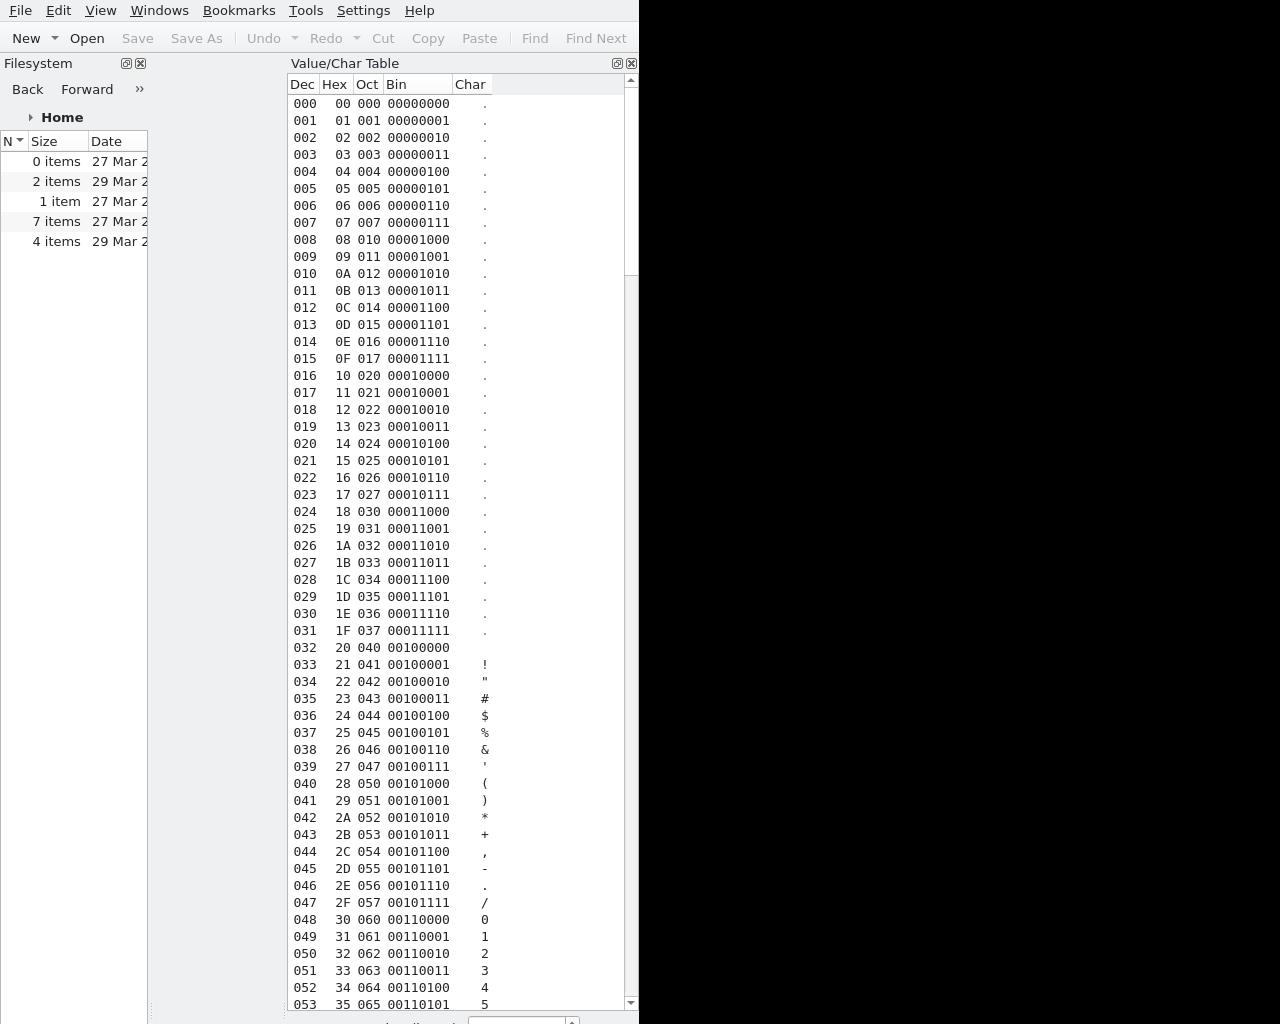 File Edit View Windows Bookmarks Tools Settings Help
New Open Save Save As Undo Redo Cut Copy Paste Find Find Next
Filesystem
Back Forward ››
Home
N Size Date
0 items 27 Mar 2
2 items 29 Mar 2
1 item 27 Mar 2
7 items 27 Mar 2
4 items 29 Mar 2
Value/Char Table
Dec Hex Oct Bin Char
000 00 000 00000000 .
001 01 001 00000001 .
002 02 002 00000010 .
003 03 003 00000011 .
004 04 004 00000100 .
005 05 005 00000101 .
006 06 006 00000110 .
007 07 007 00000111 .
008 08 010 00001000 .
009 09 011 00001001 .
010 0A 012 00001010 .
011 0B 013 00001011 .
012 0C 014 00001100 .
013 0D 015 00001101 .
014 0E 016 00001110 .
015 0F 017 00001111 .
016 10 020 00010000 .
017 11 021 00010001 .
018 12 022 00010010 .
019 13 023 00010011 .
020 14 024 00010100 .
021 15 025 00010101 .
022 16 026 00010110 .
023 17 027 00010111 .
024 18 030 00011000 .
025 19 031 00011001 .
026 1A 032 00011010 .
027 1B 033 00011011 .
028 1C 034 00011100 .
029 1D 035 00011101 .
030 1E 036 00011110 .
031 1F 037 00011111 .
032 20 040 00100000
033 21 041 00100001 !
034 22 042 00100010 "
035 23 043 00100011 #
036 24 044 00100100 $
037 25 045 00100101 %
038 26 046 00100110 &
039 27 047 00100111 '
040 28 050 00101000 (
041 29 051 00101001 )
042 2A 052 00101010 *
043 2B 053 00101011 +
044 2C 054 00101100 ,
045 2D 055 00101101 -
046 2E 056 00101110 .
047 2F 057 00101111 /
048 30 060 00110000 0
049 31 061 00110001 1
050 32 062 00110010 2
051 33 063 00110011 3
052 34 064 00110100 4
053 35 065 00110101 5